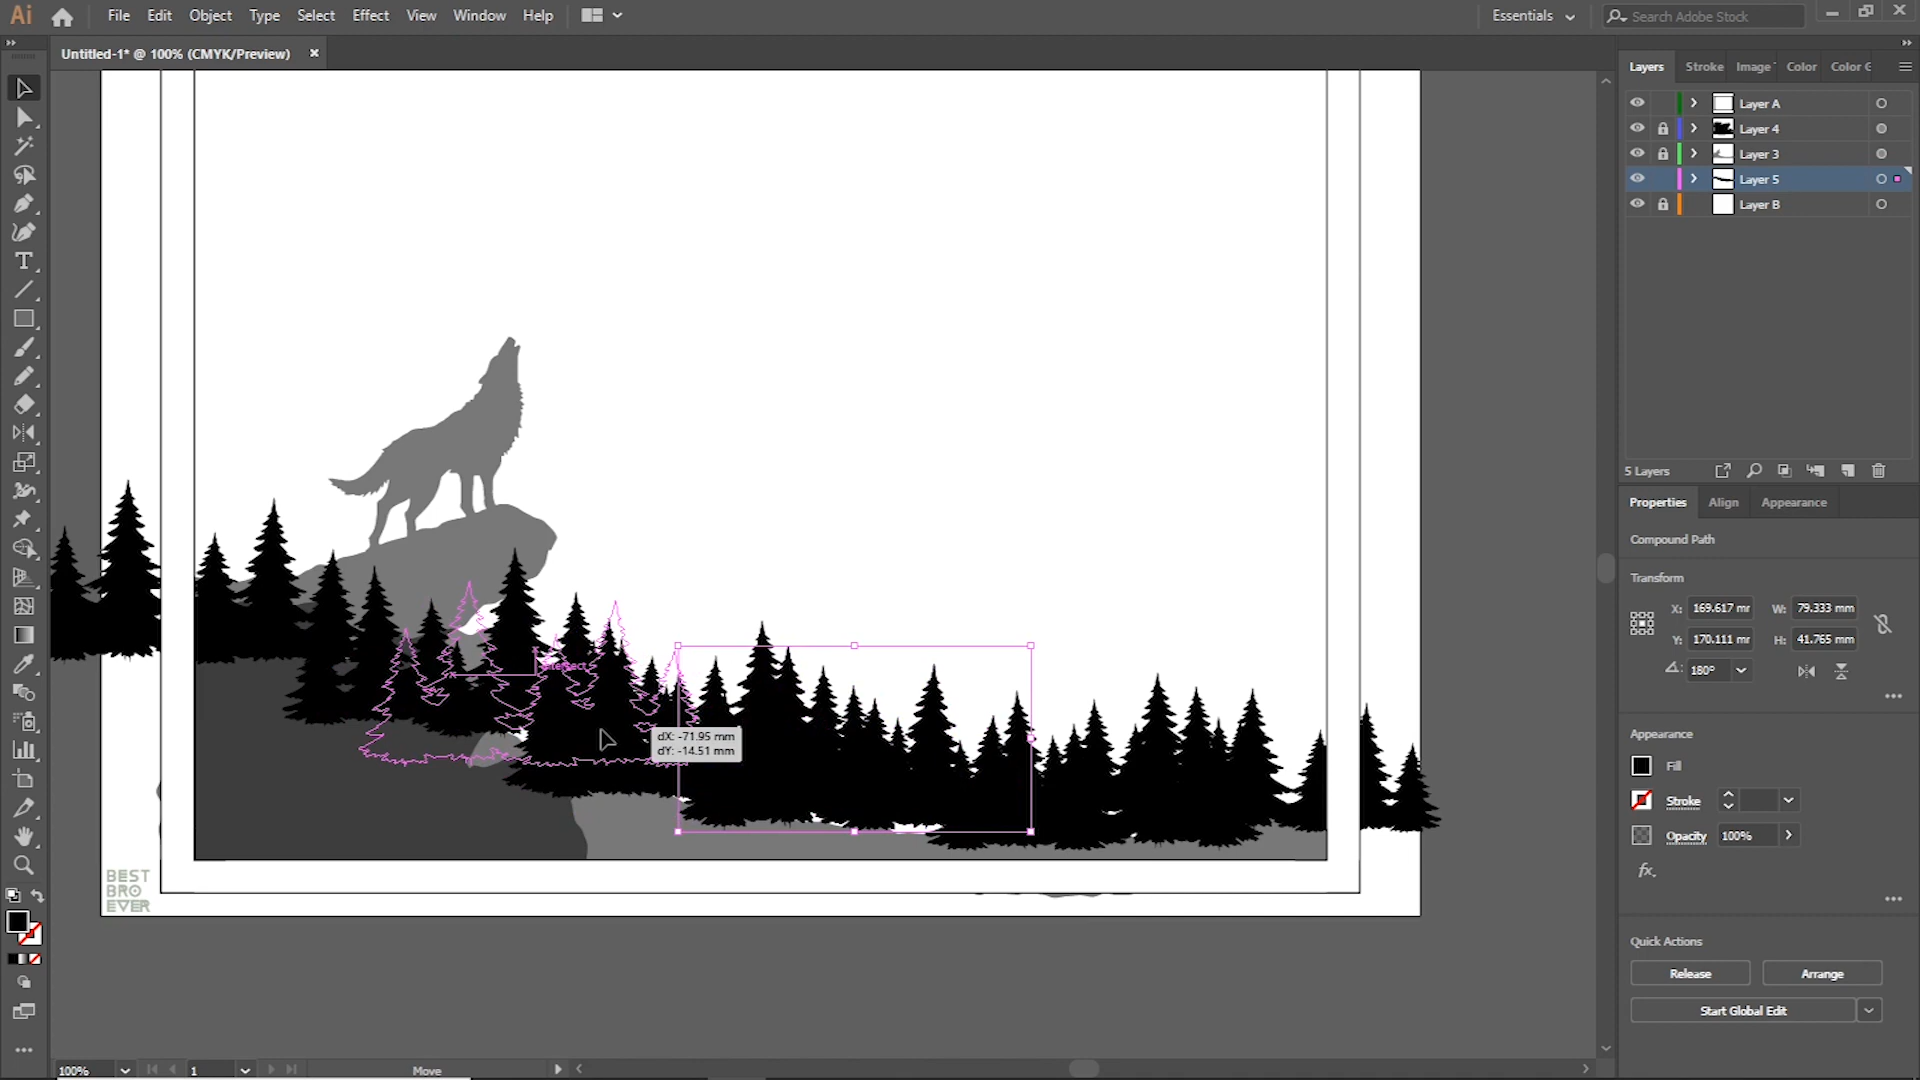 Ai File Edit Object Type Select Effect View Window Help Essentials Search Adobe Stock
Untitled-1* @ 100% (CMYK/Preview)
Layers Stroke Image Color Color G
Layer A
Layer 4
Layer 3
Layer 5
Layer B
5 Layers
Properties Align Appearance
Compound Path
Transform
X: 169.617 mr W: 79.333 mm
Y: 170.111 mr H: 41.765 mm
180°
Appearance
Fill
Stroke
Opacity 100%
fx.
Quick Actions
Release Arrange
Start Global Edit
intersect
dX: -71.95 mm
dY: -14.51 mm
BEST
BRO
EVER
100% 1 Move